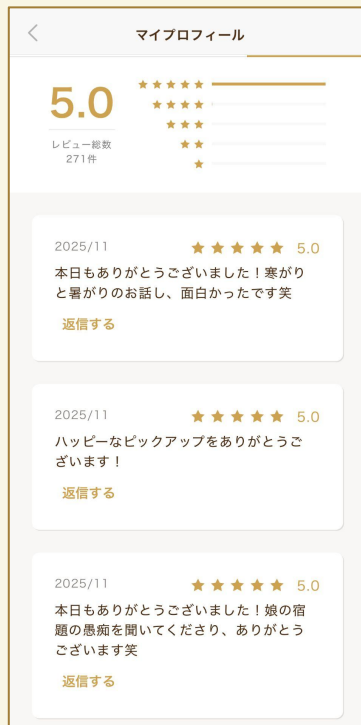 マイプロフィール
5.0
レビュー総数
271件
2025/11
5.0
本日もありがとうございました！寒がり
と暑がりのお話し、面白かったです笑
返信する
2025/11
5.0
ハッピーなピックアップをありがとうご
ざいます！
返信する
2025/11
5.0
本日もありがとうございました！娘の宿
題の愚痴を聞いてくださり、ありがとう
ございます笑
返信する